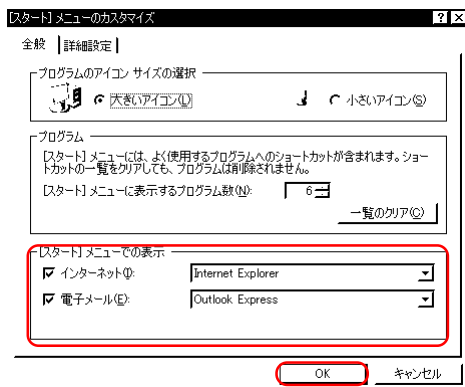 [スタート] メニューのカスタマイズ
全般
詳細設定
プログラムのアイコン サイズの選択
大きいアイコン(L)
小さいアイコン(S)
プログラム
[スタート] メニューには、よく使用するプログラムへのショートカットが含まれます。ショー
トカットの一覧をクリアしても、プログラムは削除されません。
[スタート] メニューに表示するプログラム数(N):
6
一覧のクリア(C)
[スタート] メニューでの表示
インターネット(I):
Internet Explorer
電子メール(E):
Outlook Express
OK
キャンセル